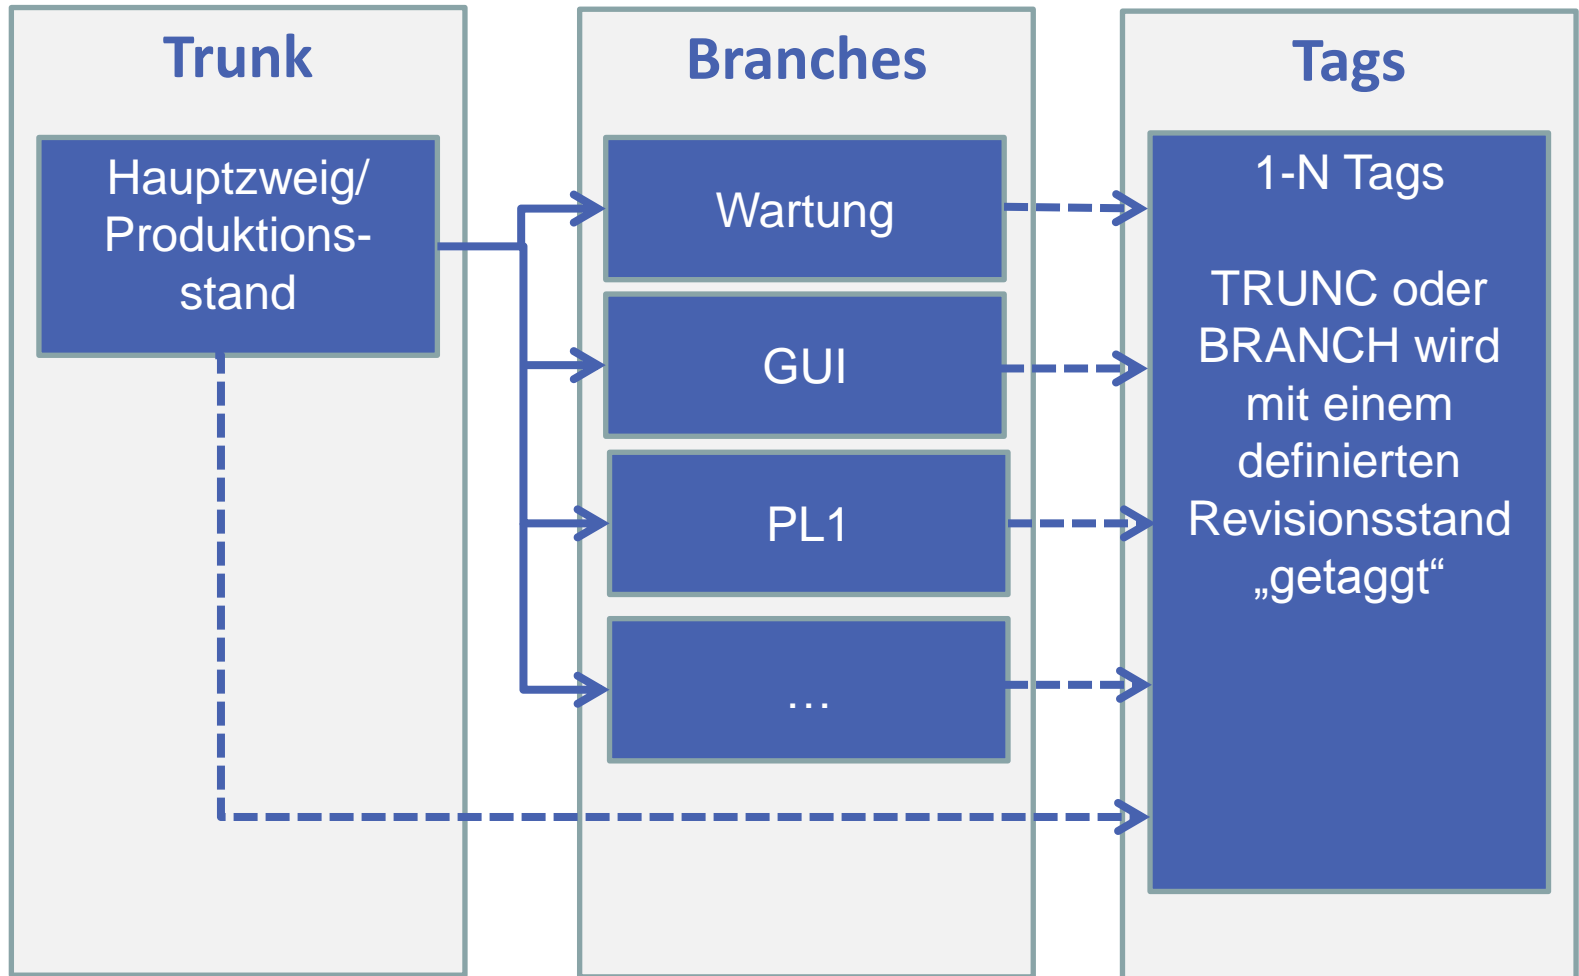 Trunk
Hauptzweig/
Produktions-
stand
Branches
Wartung
GUI
PL1
…
Tags
1-N Tags
TRUNC oder
BRANCH wird
mit einem
definierten
Revisionsstand
„getaggt“